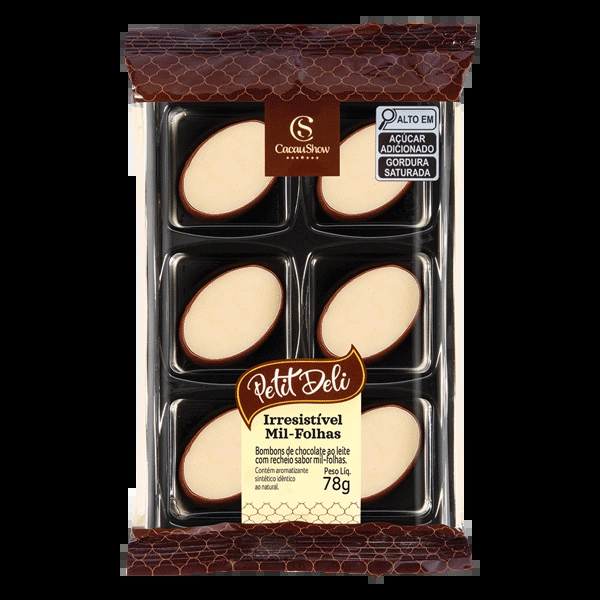 CS
CacauShow
ALTO EM
AÇÚCAR
ADICIONADO
GORDURA
SATURADA
Petit Deli
Irresistível
Mil-Folhas
Bombons de chocolate ao leite
com recheio sabor mil-folhas.
Contém aromatizante
sintético idêntico
ao natural.
Peso Líq.
78g